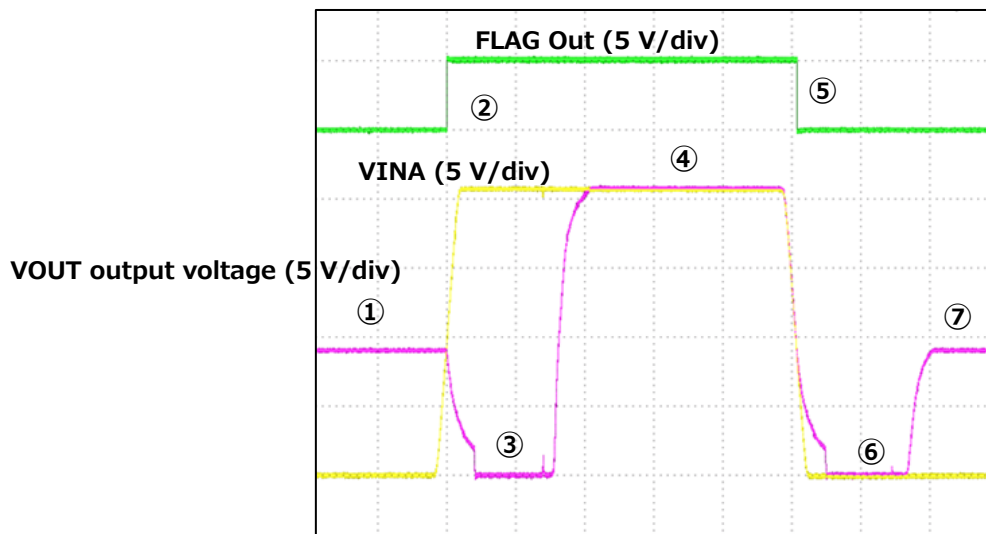 FLAG Out (5 V/div)
②
⑤
VINA (5 V/div)
④
VOUT output voltage (5 V/div)
①
⑦
③
⑥